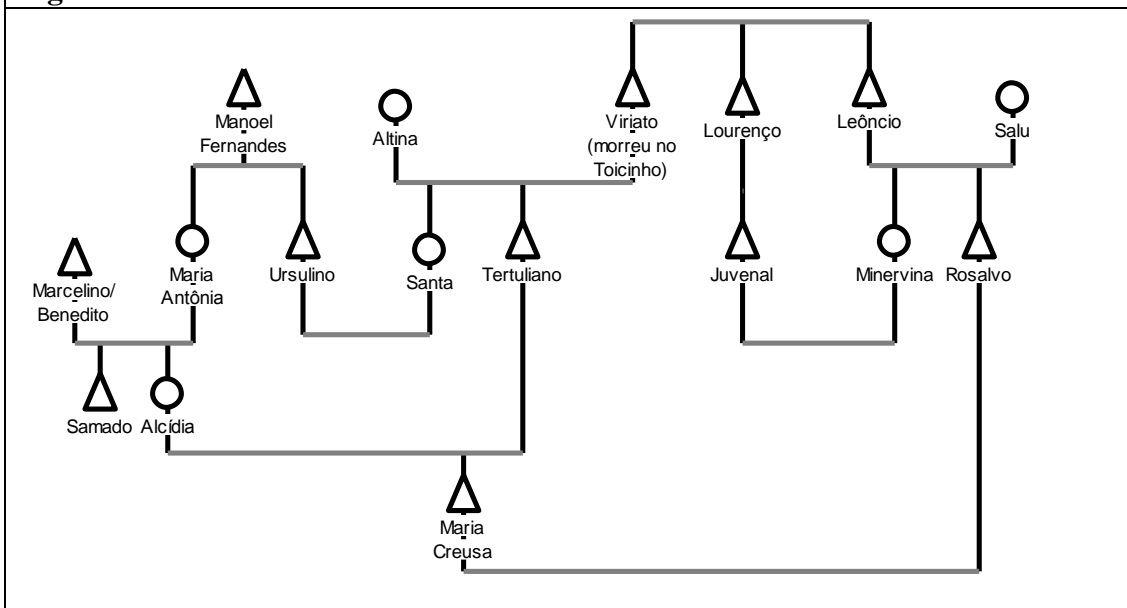 Manoel
Fernandes
Altina
Viriato
(morreu no
Toicinho)
Lourenço
Leôncio
Salu
Marcelino/
Benedito
Maria
Antônia
Ursulino
Santa
Tertuliano
Juvenal
Minervina
Rosalvo
Samado
Alcídia
Maria
Creusa